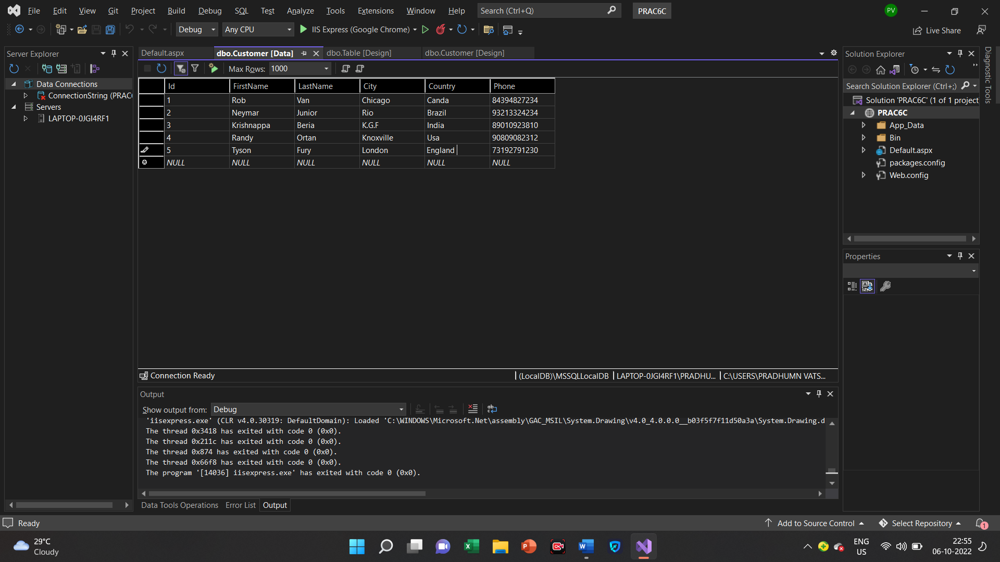 File Edit View Git Project Build Debug SQL Test Analyze Tools Extensions Window Help Search (Ctrl+Q) PRAC6C PV
Debug Any CPU IIS Express (Google Chrome) Live Share
Server Explorer
Data Connections
ConnectionString (PRAC
Servers
LAPTOP-0JGI4RF1
Default.aspx dbo.Customer [Data] dbo.Table [Design] dbo.Customer [Design]
Max Rows: 1000
Id FirstName LastName City Country Phone
1 Rob Van Chicago Canda 84394827234
2 Neymar Junior Rio Brazil 93213324234
3 Krishnappa Beria K.G.F India 89010923810
4 Randy Ortan Knoxville Usa 90809082312
5 Tyson Fury London England 73192791230
NULL NULL NULL NULL NULL NULL
Connection Ready (LocalDB)\MSSQLLocalDB LAPTOP-0JGI4RF1\PRADHU... C:\USERS\PRADHUMN VATS...
Output
Show output from: Debug
'iisexpress.exe' (CLR v4.0.30319: DefaultDomain): Loaded 'C:\WINDOWS\Microsoft.Net\assembly\GAC_MSIL\System.Drawing\v4.0_4.0.0.0__b03f5f7f11d50a3a\System.Drawing.d
The thread 0x3418 has exited with code 0 (0x0).
The thread 0x211c has exited with code 0 (0x0).
The thread 0x874 has exited with code 0 (0x0).
The thread 0x66f8 has exited with code 0 (0x0).
The program '[14036] iisexpress.exe' has exited with code 0 (0x0).
Data Tools Operations Error List Output
Solution Explorer
Search Solution Explorer (Ctrl+;)
Solution 'PRAC6C' (1 of 1 project
PRAC6C
App_Data
Bin
Default.aspx
packages.config
Web.config
Properties
Diagnostic Tools
Ready Add to Source Control Select Repository 1
29°C
Cloudy
ENG
US
22:55
06-10-2022